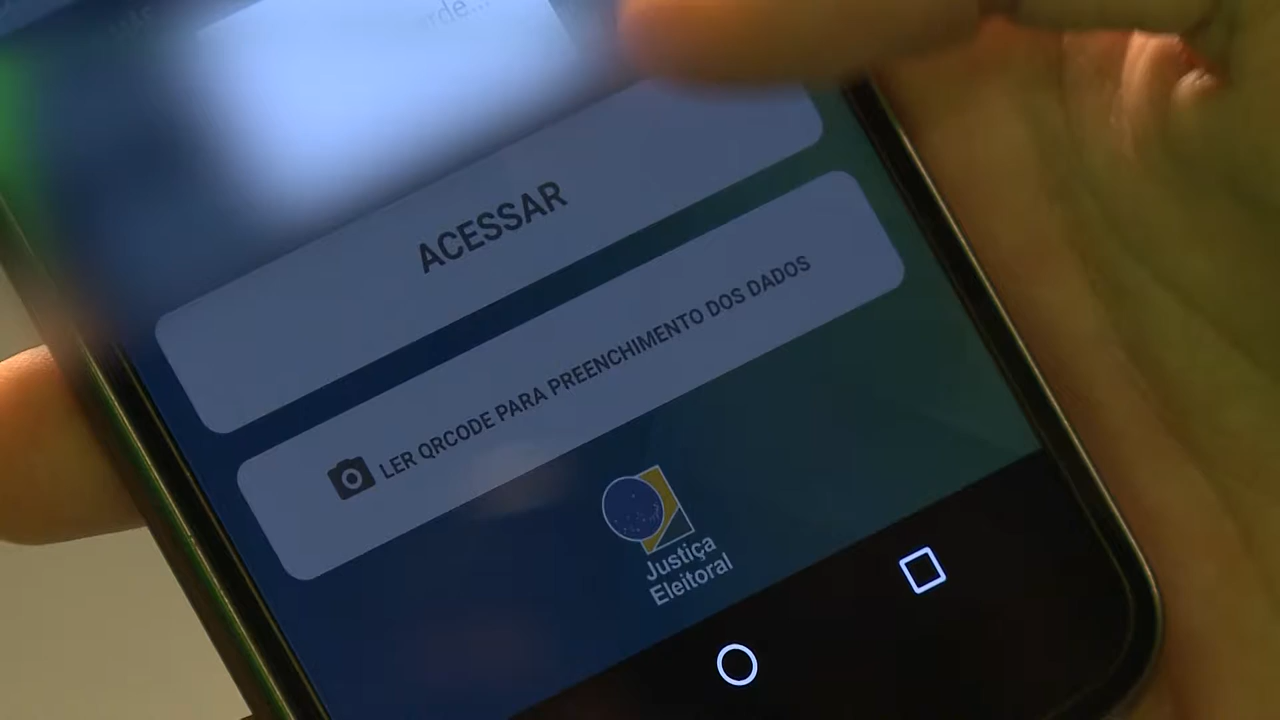 ACESSAR
LER QRCODE PARA PREENCHIMENTO DOS DADOS
Justiça
Eleitoral